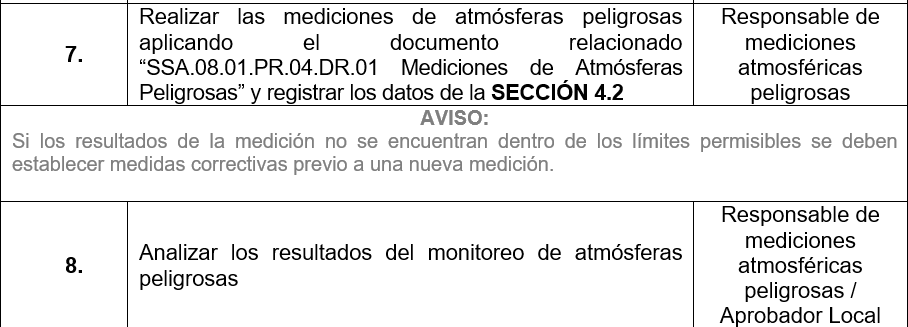 7.
Realizar las mediciones de atmósferas peligrosas
aplicando el documento relacionado
“SSA.08.01.PR.04.DR.01 Mediciones de Atmósferas
Peligrosas” y registrar los datos de la SECCIÓN 4.2
Responsable de
mediciones
atmosféricas
peligrosas
AVISO:
Si los resultados de la medición no se encuentran dentro de los límites permisibles se deben
establecer medidas correctivas previo a una nueva medición.
8.
Analizar los resultados del monitoreo de atmósferas
peligrosas
Responsable de
mediciones
atmosféricas
peligrosas /
Aprobador Local